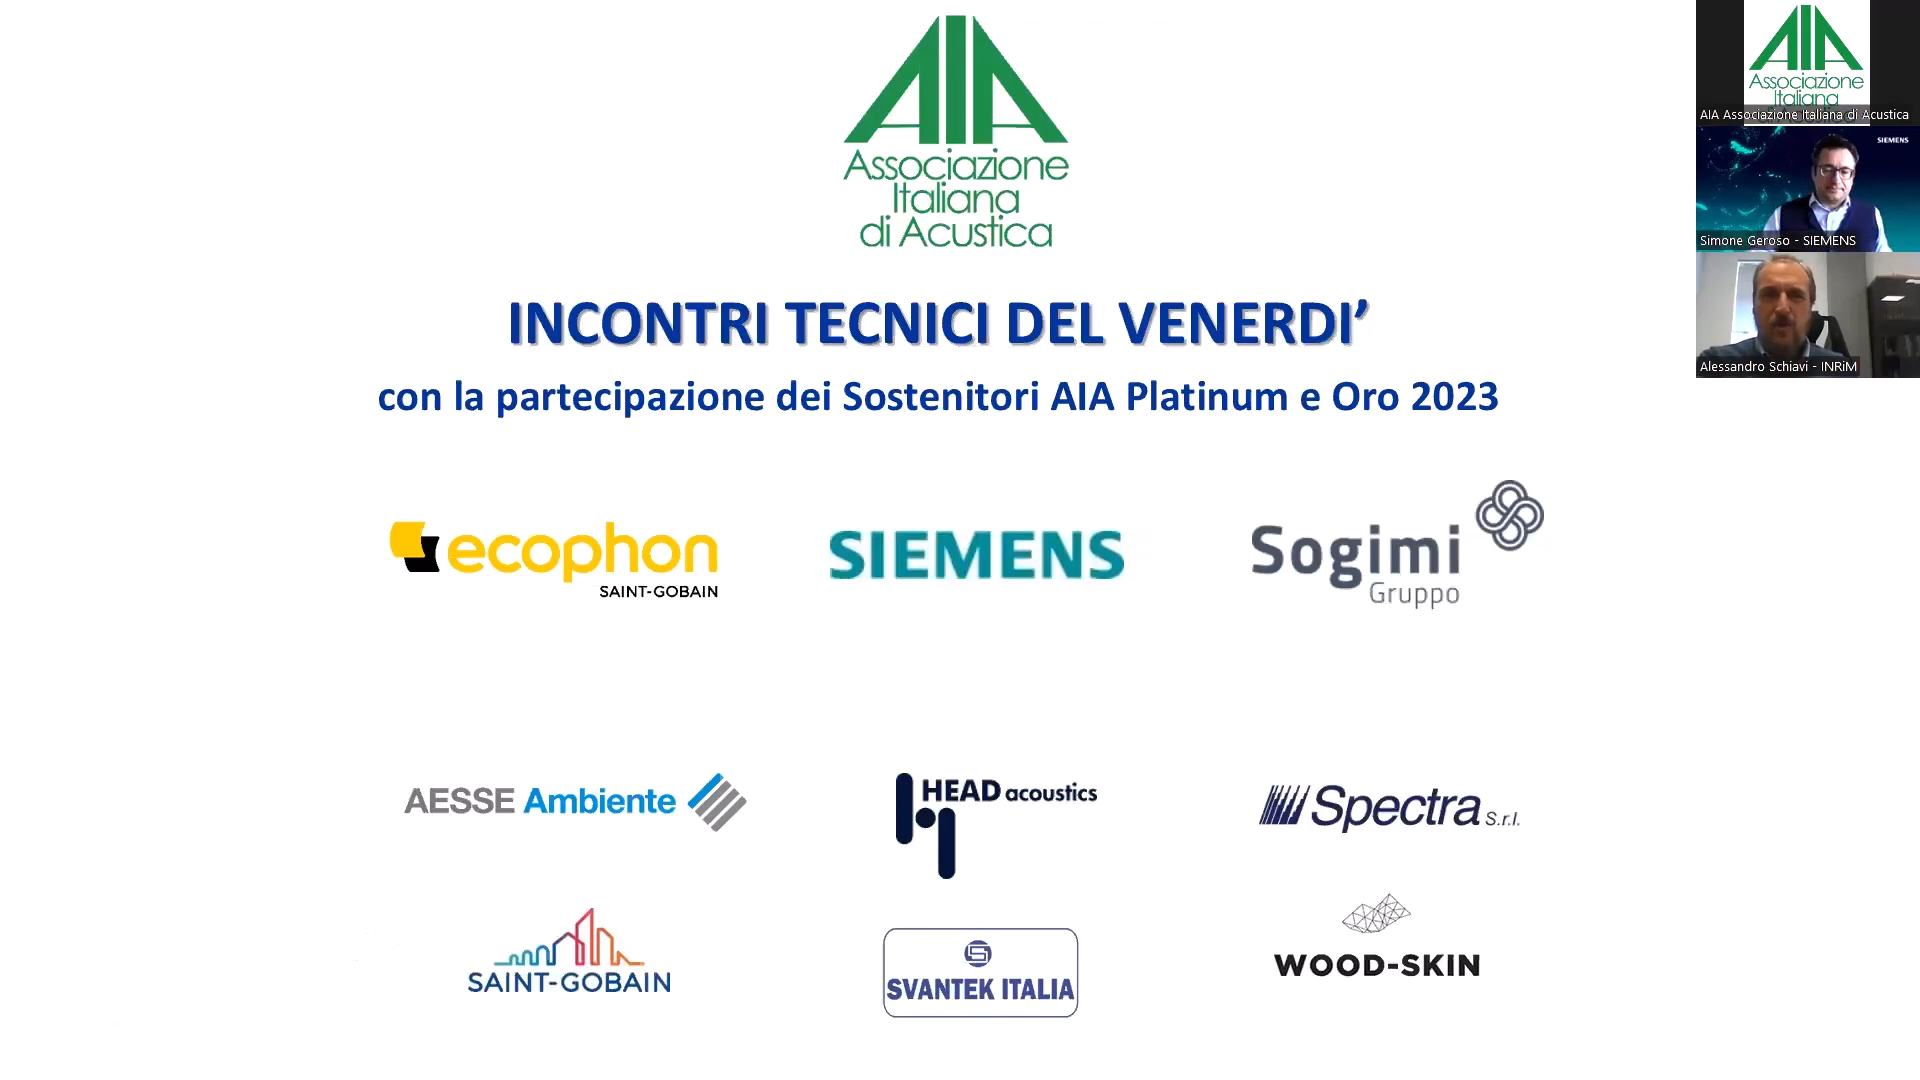 AIA
Associazione
Italiana
di Acustica
INCONTRI TECNICI DEL VENERDI’
con la partecipazione dei Sostenitori AIA Platinum e Oro 2023
ecophon
SAINT-GOBAIN
SIEMENS
Sogimi
Gruppo
AESSE Ambiente
HEAD acoustics
Spectra S.r.l.
SAINT-GOBAIN
SVANTEK ITALIA
WOOD-SKIN
AIA
Associazione
Italiana
AIA Associazione Italiana di Acustica
SIEMENS
Simone Geroso - SIEMENS
Alessandro Schiavi - INRiM